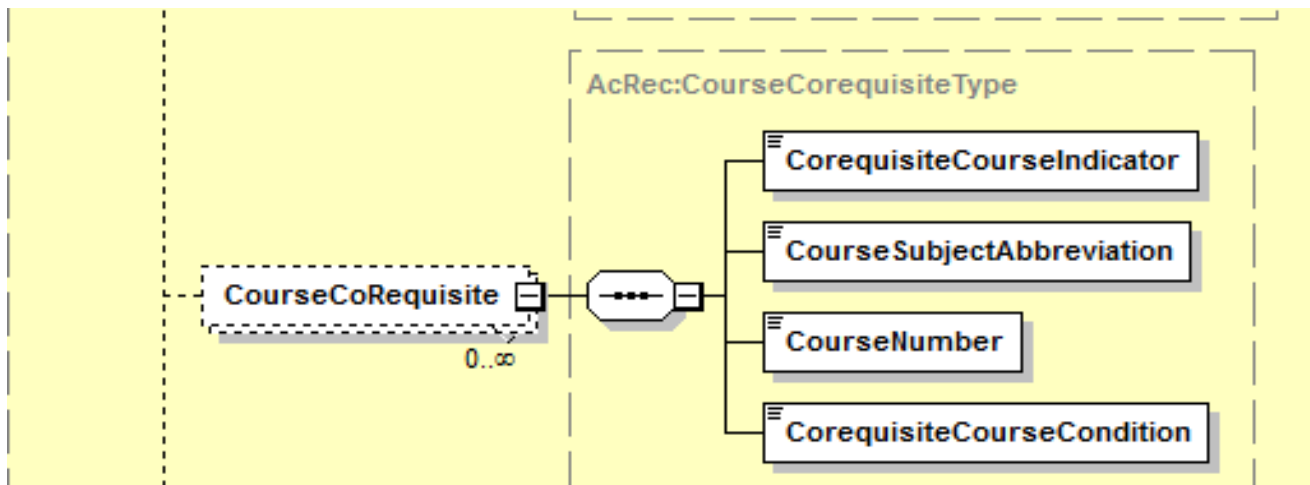 AcRec:CourseCorequisiteType
CorequisiteCourseIndicator
CourseSubjectAbbreviation
CourseCoRequisite
0..∞
CourseNumber
CorequisiteCourseCondition